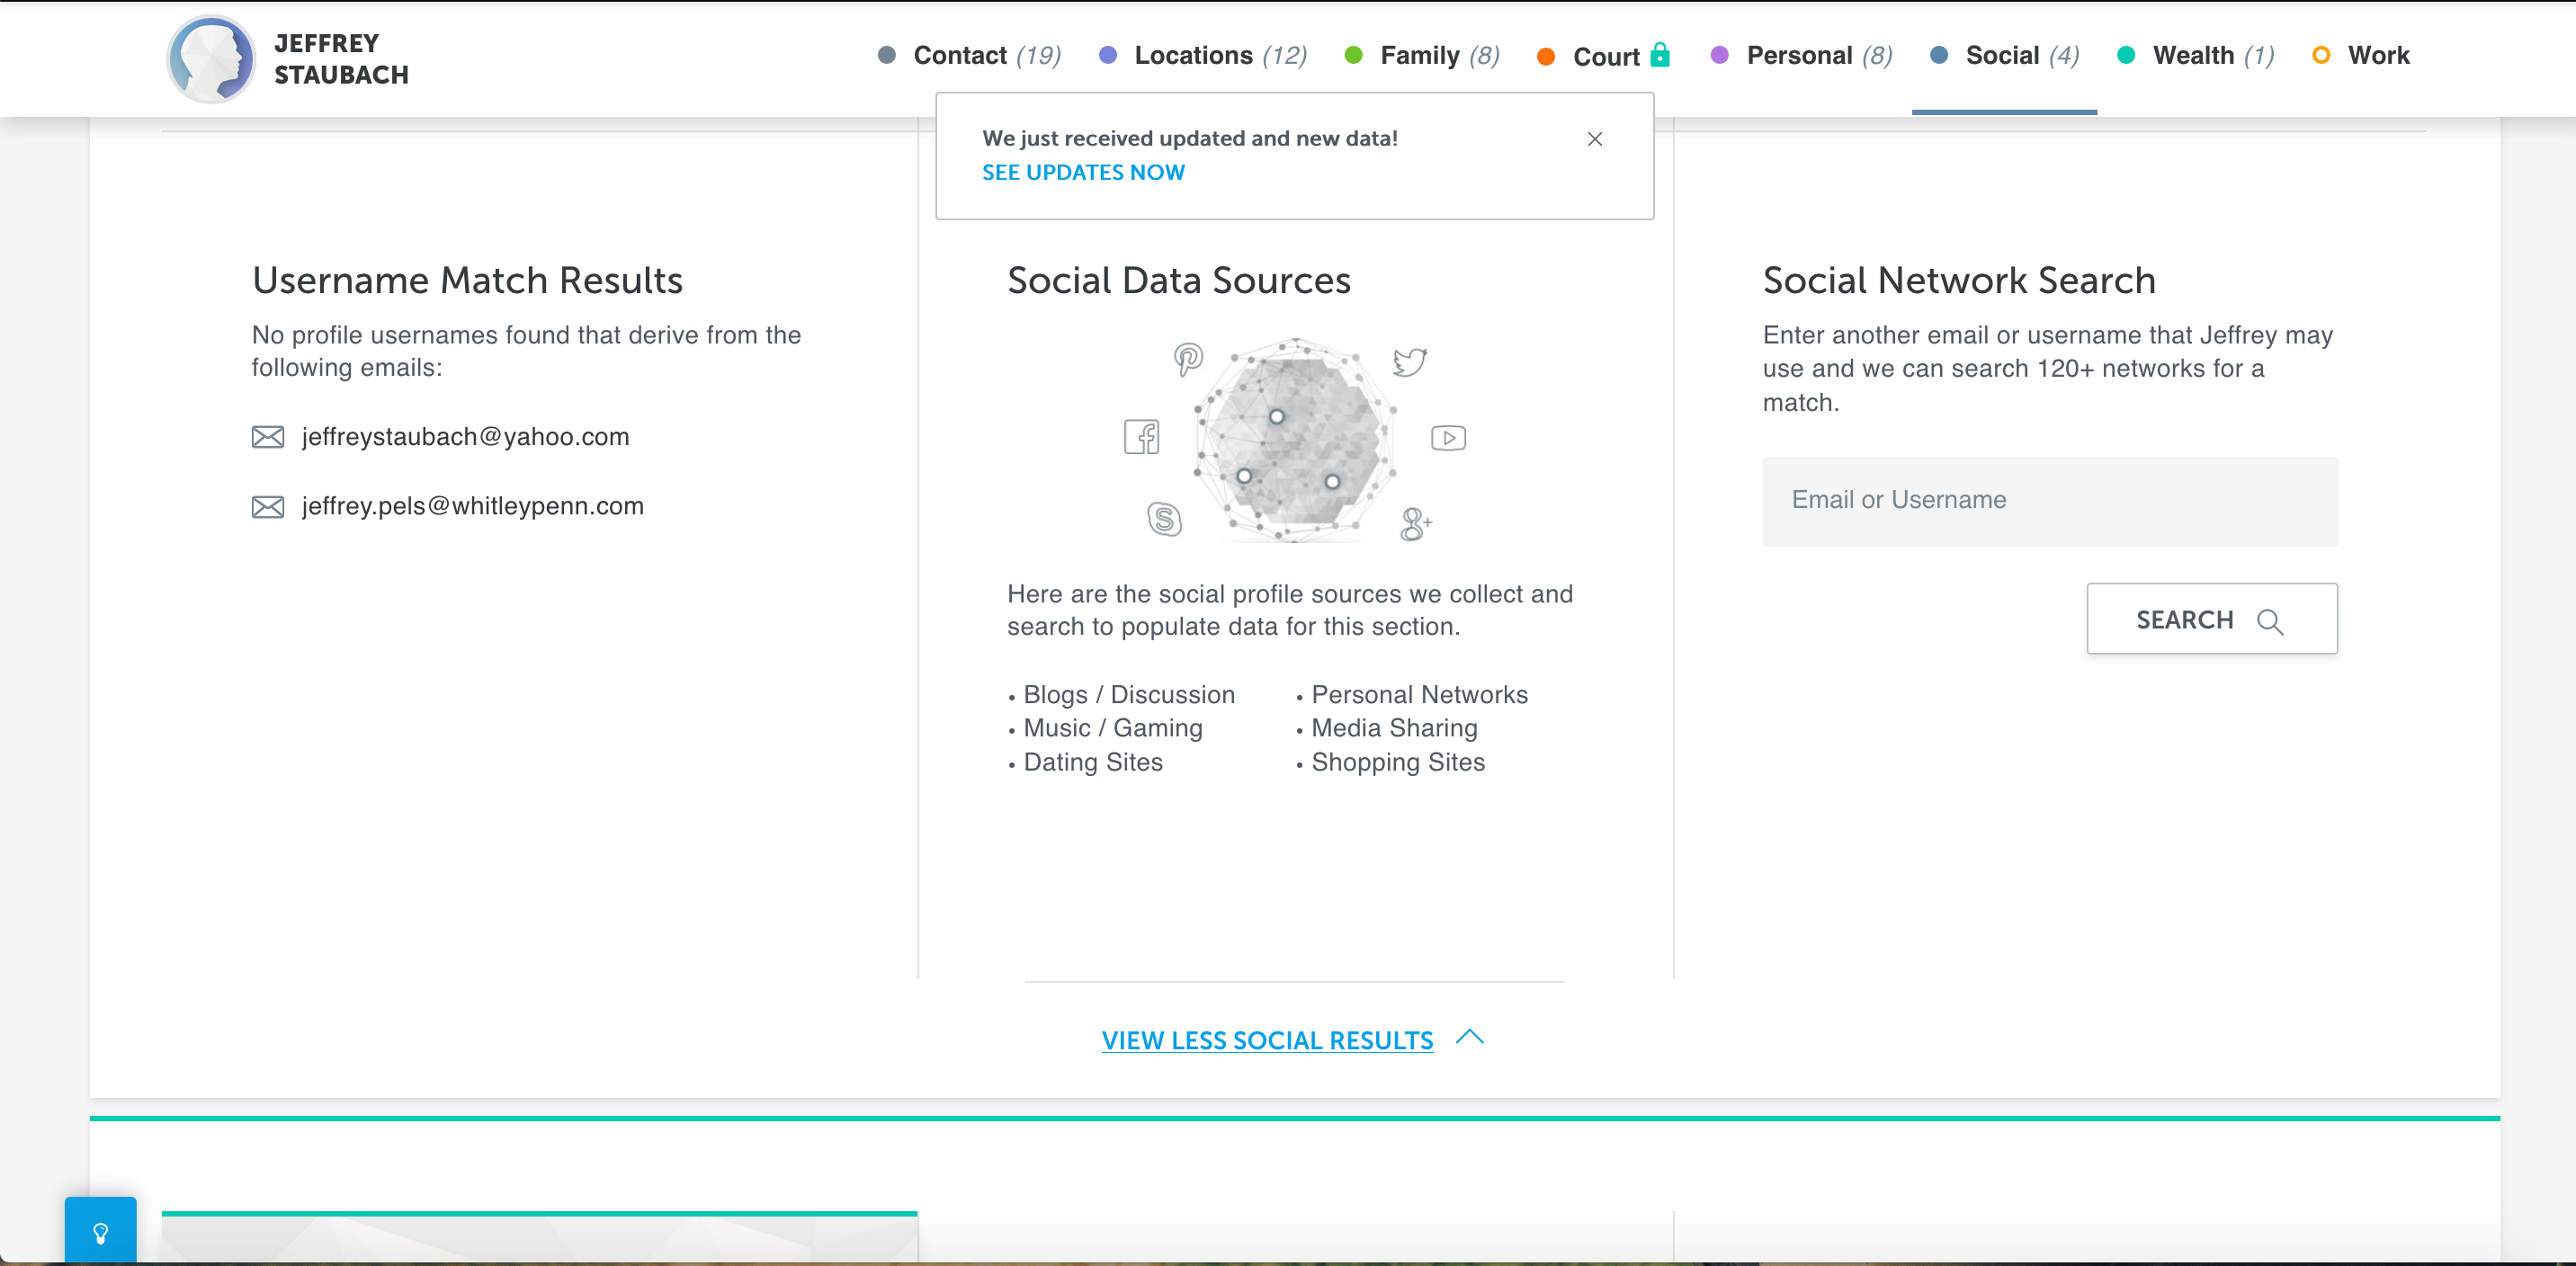 JEFFREY
STAUBACH
Contact (19)
Locations (12)
Family (8)
Court
Personal (8)
Social (4)
Wealth (1)
Work
We just received updated and new data!
SEE UPDATES NOW
Username Match Results
No profile usernames found that derive from the
following emails:
jeffreystaubach@yahoo.com
jeffrey.pels@whitleypenn.com
Social Data Sources
Here are the social profile sources we collect and
search to populate data for this section.
• Blogs / Discussion
• Music / Gaming
• Dating Sites
• Personal Networks
• Media Sharing
• Shopping Sites
Social Network Search
Enter another email or username that Jeffrey may
use and we can search 120+ networks for a
match.
Email or Username
SEARCH
VIEW LESS SOCIAL RESULTS